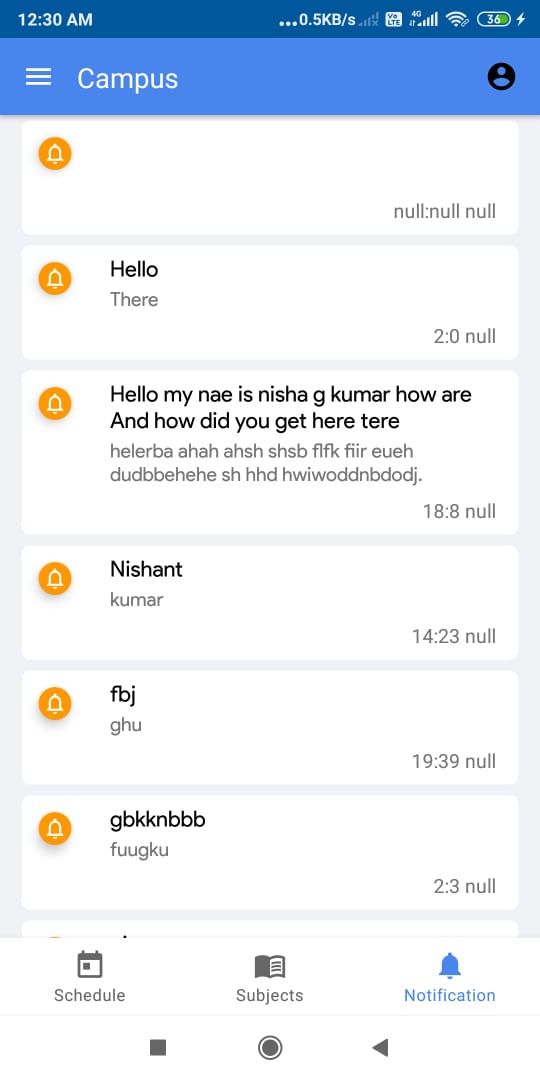 12:30 AM
...0.5KB/s
Vo LTE
4G
36
Campus
null:null null
Hello
There
2:0 null
Hello my nae is nisha g kumar how are
And how did you get here tere
helerba ahah ahsh shsb flfk fiir eueh
dudbbehehe sh hhd hwiwoddnbdodj.
18:8 null
Nishant
kumar
14:23 null
fbj
ghu
19:39 null
gbkknbbb
fuugku
2:3 null
Schedule
Subjects
Notification